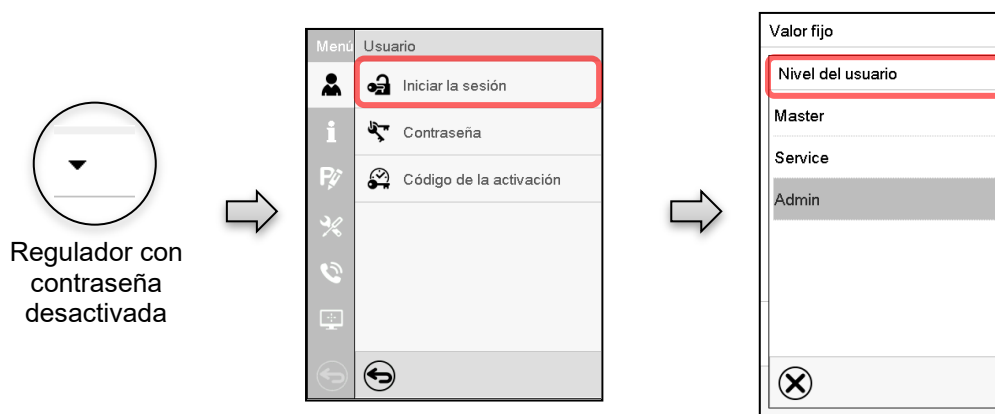 Regulador con
contraseña
desactivada
Menú
Usuario
Iniciar la sesión
Contraseña
Código de la activación
Valor fijo
Nivel del usuario
Master
Service
Admin